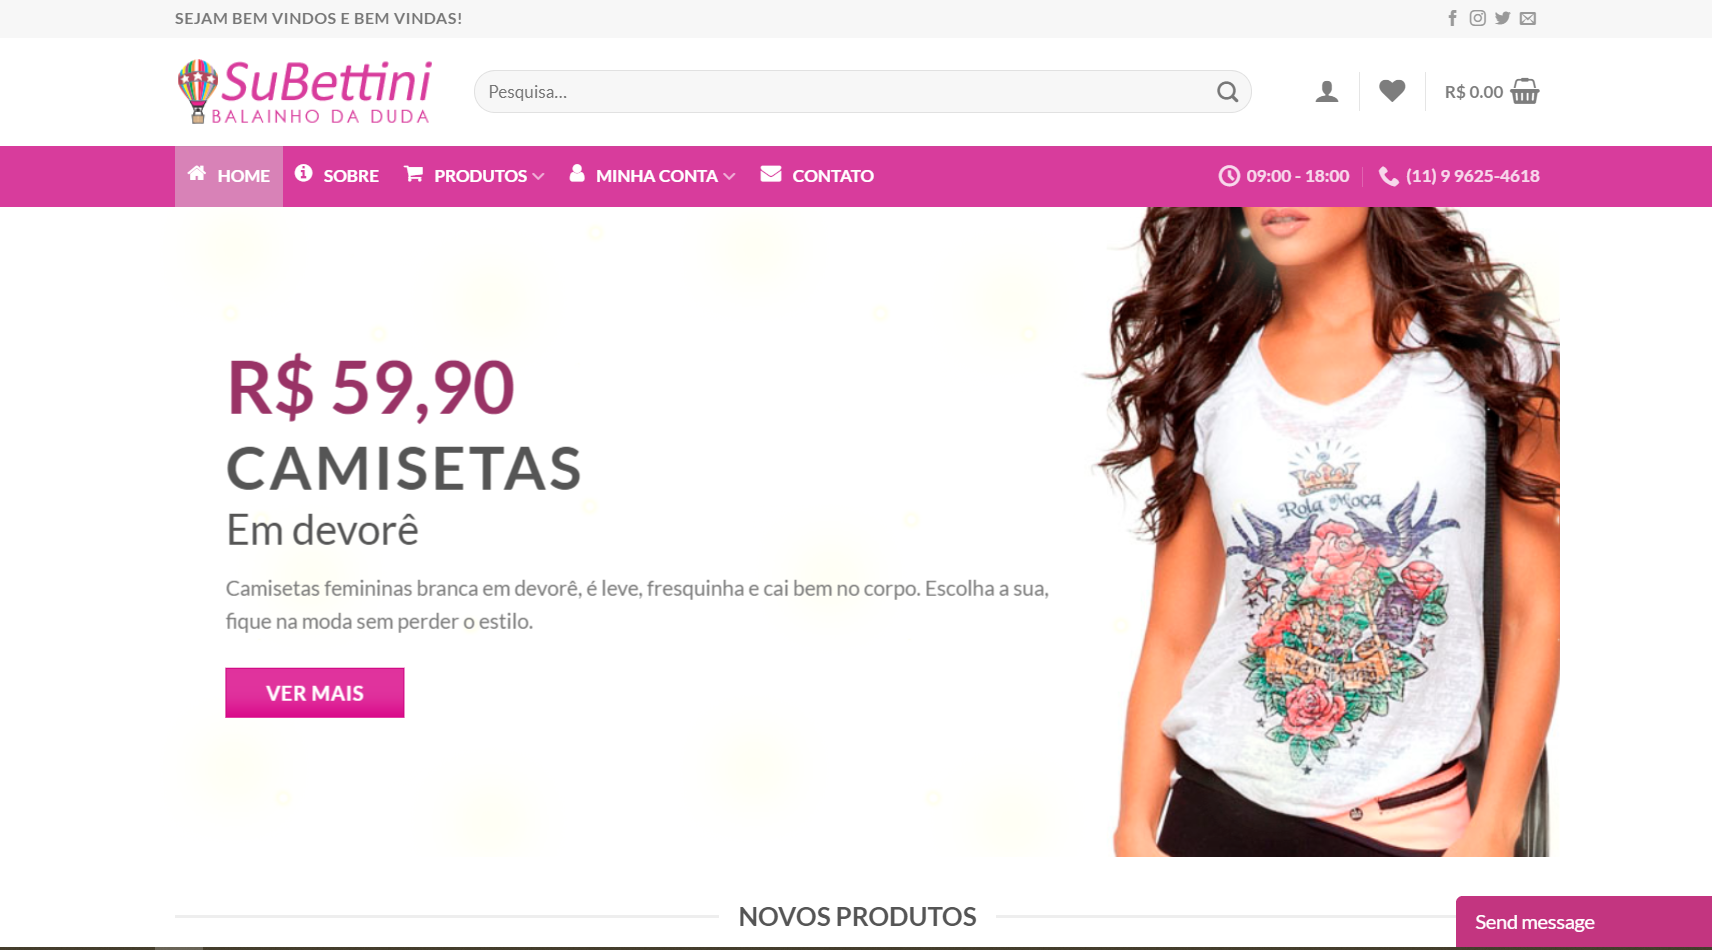 SEJAM BEM VINDOS E BEM VINDAS!
SuBettini
BALAINHO DA DUDA
Pesquisa...
R$ 0.00
HOME
SOBRE
PRODUTOS
MINHA CONTA
CONTATO
09:00 - 18:00
(11) 9 9625-4618
R$ 59,90
CAMISETAS
Em devorê
Camisetas femininas branca em devorê, é leve, fresquinha e cai bem no corpo. Escolha a sua,
fique na moda sem perder o estilo.
VER MAIS
Rola Moça
NOVOS PRODUTOS
Send message